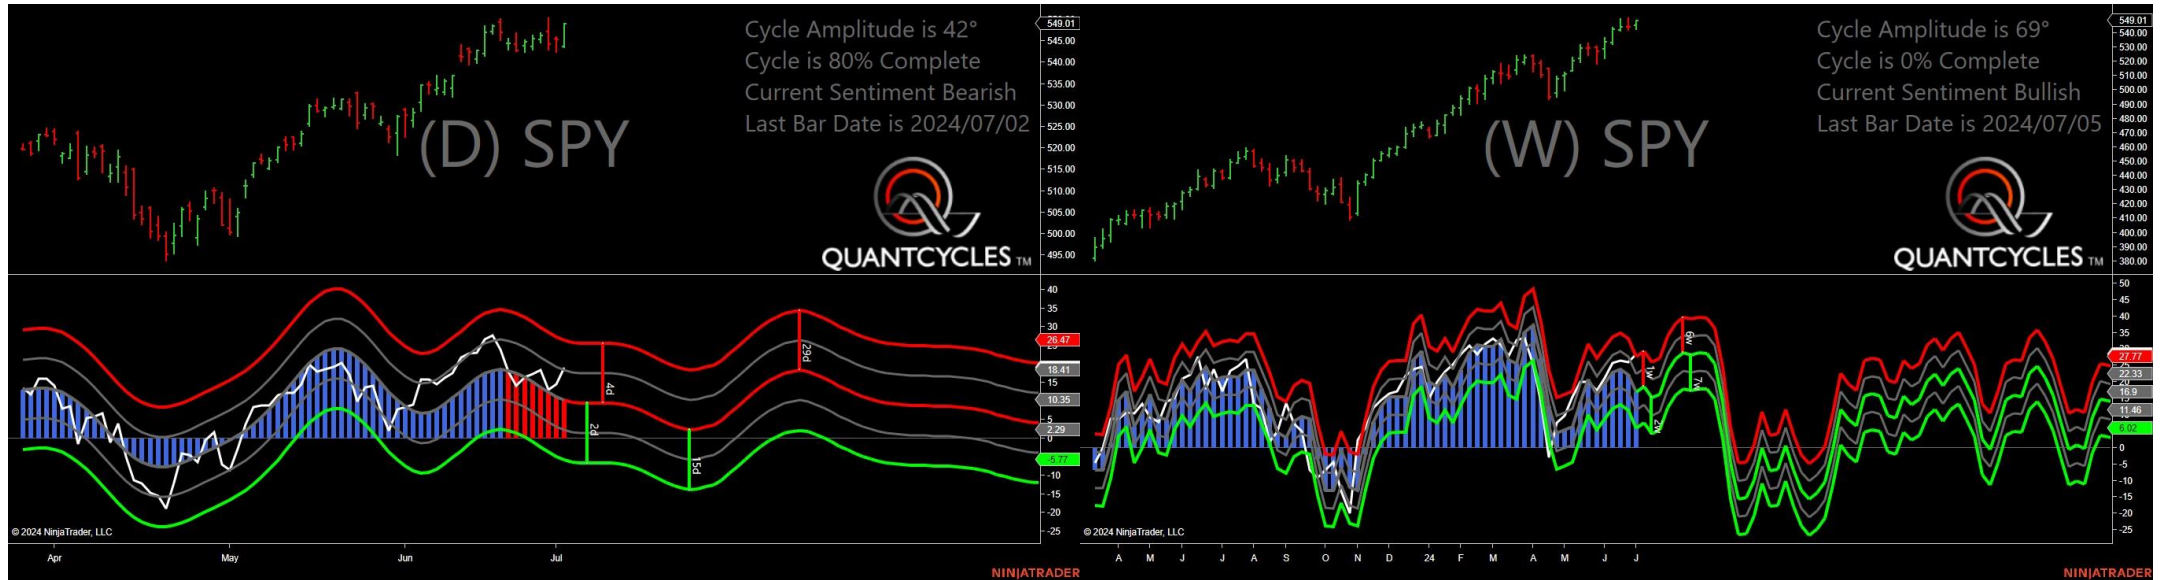 Cycle Amplitude is 42°
Cycle is 80% Complete
Current Sentiment Bearish
Last Bar Date is 2024/07/02
(D) SPY
QUANTCYCLES TM
549.01
545.00
540.00
535.00
530.00
525.00
520.00
515.00
510.00
505.00
500.00
495.00
40
35
30
26.47
18.41
15
10.35
5
2.29
0
-5.77
-10
-15
-20
-25
4d
2d
15d
29d
© 2024 NinjaTrader, LLC
Apr May Jun Jul
NINJATRADER
Cycle Amplitude is 69°
Cycle is 0% Complete
Current Sentiment Bullish
Last Bar Date is 2024/07/05
(W) SPY
QUANTCYCLES TM
549.01
540.00
530.00
520.00
510.00
500.00
490.00
480.00
470.00
460.00
450.00
440.00
430.00
420.00
410.00
400.00
390.00
380.00
50
45
40
35
27.77
22.33
16.9
11.46
6.02
0
-5
-10
-15
-20
-25
1w
2w
6w
7w
© 2024 NinjaTrader, LLC
A M J J A S O N D 24 F M A M J J
NINJATRADER